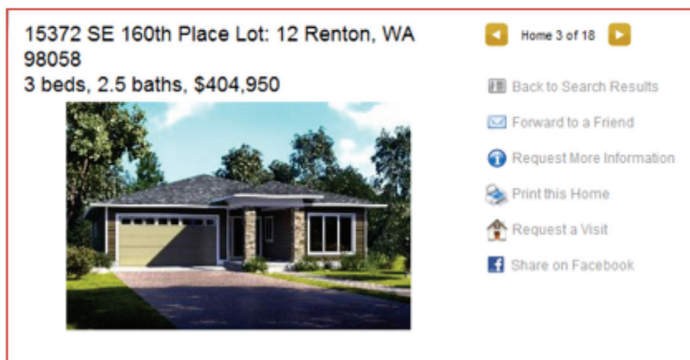 15372 SE 160th Place Lot: 12 Renton, WA
98058
3 beds, 2.5 baths, $404,950
Home 3 of 18
Back to Search Results
Forward to a Friend
Request More Information
Print this Home
Request a Visit
Share on Facebook